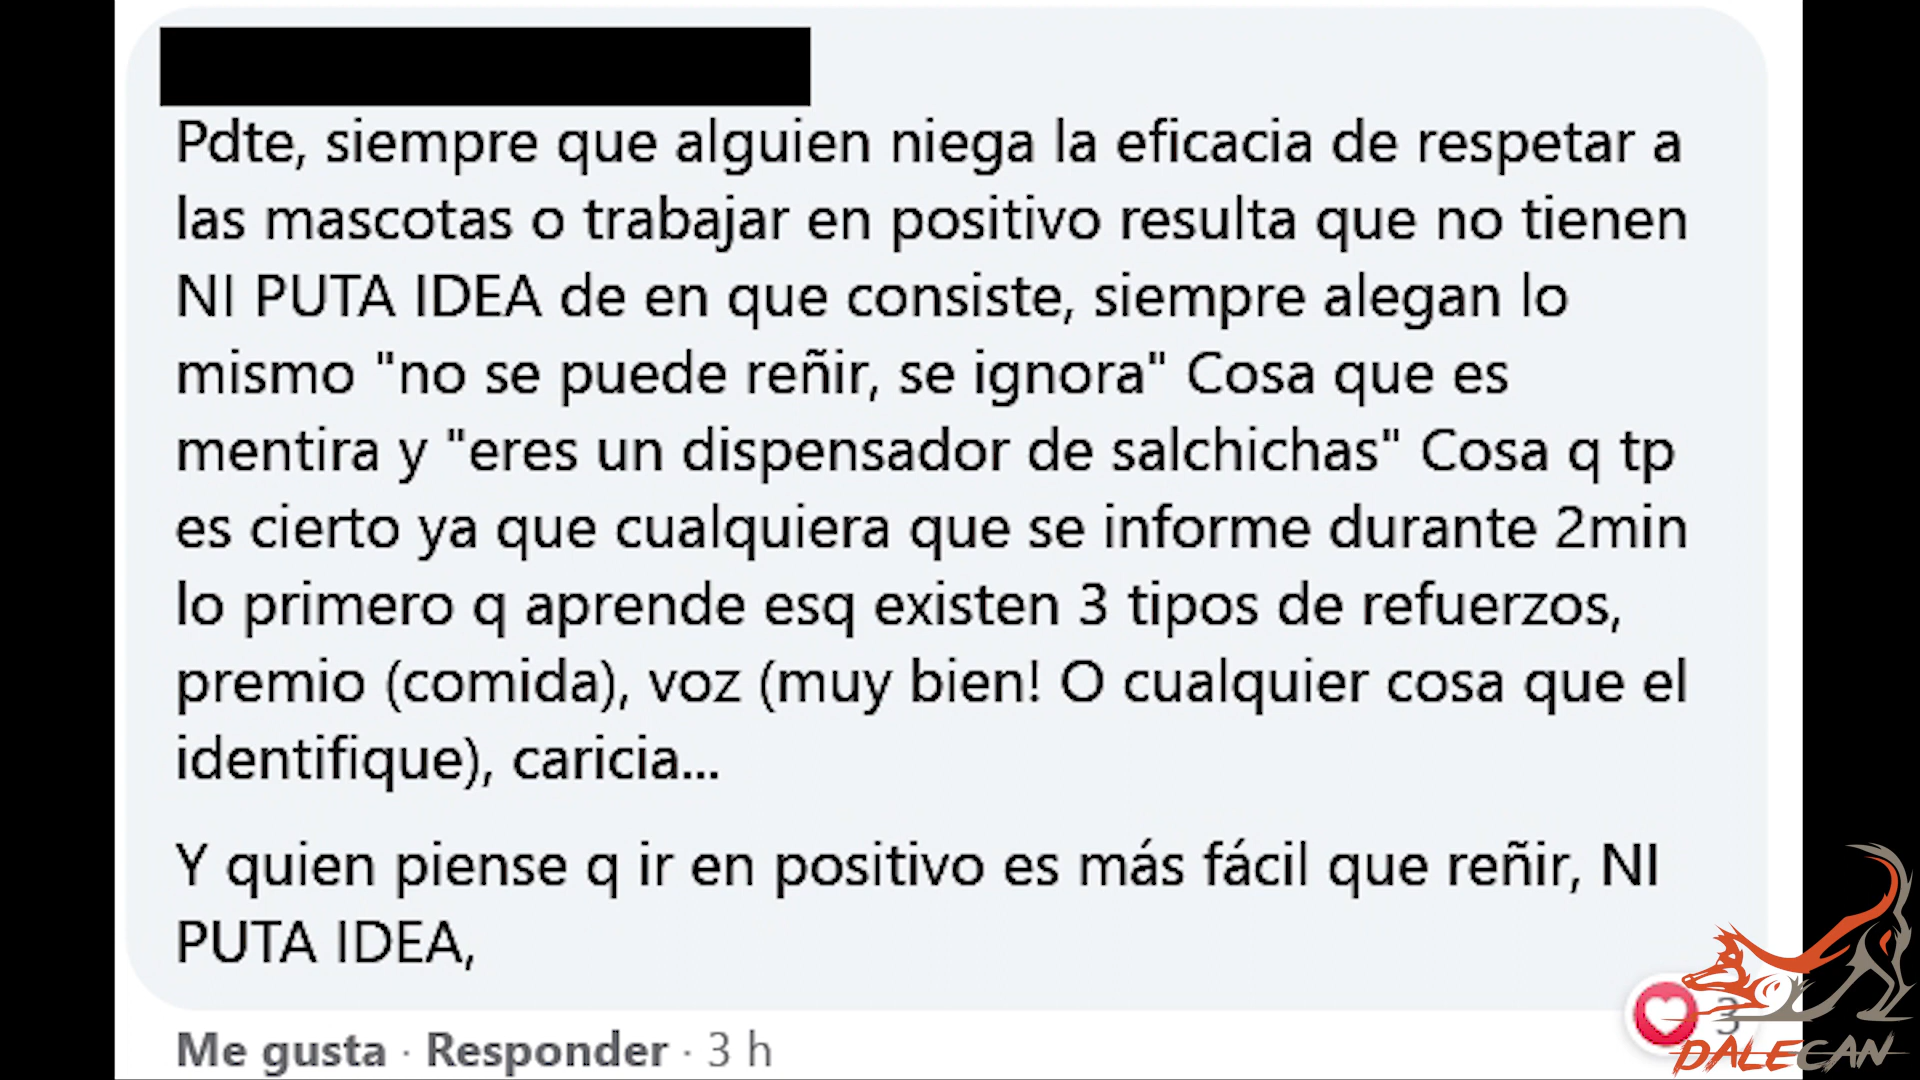 Pdte, siempre que alguien niega la eficacia de respetar a
las mascotas o trabajar en positivo resulta que no tienen
NI PUTA IDEA de en que consiste, siempre alegan lo
mismo "no se puede reñir, se ignora" Cosa que es
mentira y "eres un dispensador de salchichas" Cosa q tp
es cierto ya que cualquiera que se informe durante 2min
lo primero q aprende esq existen 3 tipos de refuerzos,
premio (comida), voz (muy bien! O cualquier cosa que el
identifique), caricia...
Y quien piense q ir en positivo es más fácil que reñir, NI
PUTA IDEA,
Me gusta · Responder · 3 h
3
DALECAN